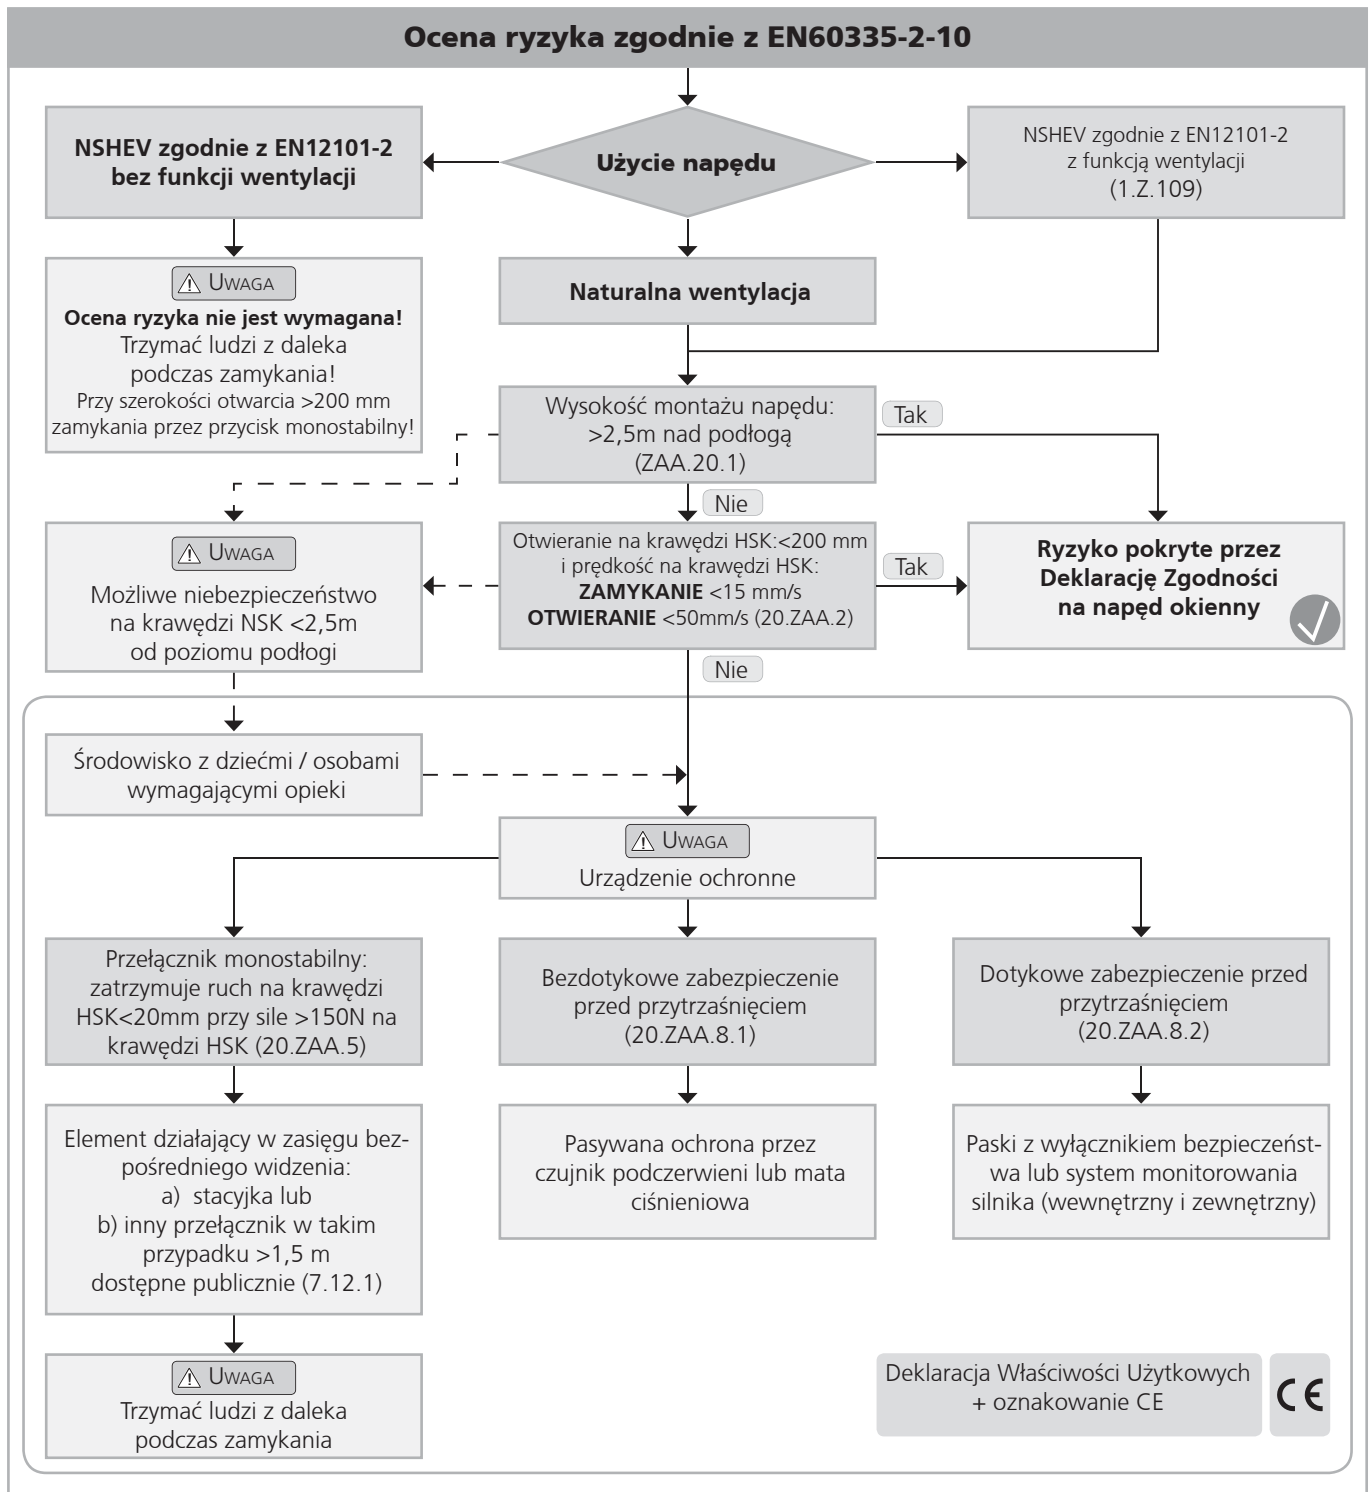 Ocena ryzyka zgodnie z EN60335-2-10
NSHEV zgodnie z EN12101-2
bez funkcji wentylacji
Użycie napędu
NSHEV zgodnie z EN12101-2
z funkcją wentylacji
(1.Z.109)
UWAGA
Ocena ryzyka nie jest wymagana!
Trzymać ludzi z daleka
podczas zamykania!
Przy szerokości otwarcia >200 mm
zamykania przez przycisk monostabilny!
Naturalna wentylacja
Wysokość montażu napędu:
>2,5m nad podłogą
(ZAA.20.1)
Tak
Nie
UWAGA
Możliwe niebezpieczeństwo
na krawędzi NSK <2,5m
od poziomu podłogi
Otwieranie na krawędzi HSK:<200 mm
i prędkość na krawędzi HSK:
ZAMYKANIE <15 mm/s
OTWIERANIE <50mm/s (20.ZAA.2)
Tak
Ryzyko pokryte przez
Deklarację Zgodności
na napęd okienny
Nie
Środowisko z dziećmi / osobami
wymagającymi opieki
UWAGA
Urządzenie ochronne
Przełącznik monostabilny:
zatrzymuje ruch na krawędzi
HSK<20mm przy sile >150N na
krawędzi HSK (20.ZAA.5)
Bezdotykowe zabezpieczenie
przed przytrzaśnięciem
(20.ZAA.8.1)
Dotykowe zabezpieczenie przed
przytrzaśnięciem
(20.ZAA.8.2)
Element działający w zasięgu bez-
pośredniego widzenia:
a) stacyjka lub
b) inny przełącznik w takim
przypadku >1,5 m
dostępne publicznie (7.12.1)
Pasywana ochrona przez
czujnik podczerwieni lub mata
ciśnieniowa
Paski z wyłącznikiem bezpieczeńst-
wa lub system monitorowania
silnika (wewnętrzny i zewnętrzny)
UWAGA
Trzymać ludzi z daleka
podczas zamykania
Deklaracja Właściwości Użytkowych
+ oznakowanie CE
CE